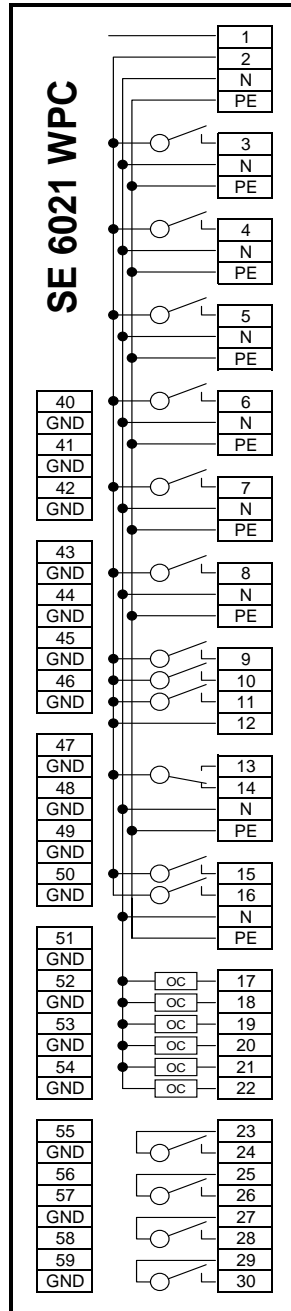 SE 6021 WPC
1
2
N
PE
3
N
PE
4
N
PE
5
N
PE
6
N
PE
7
N
PE
8
N
PE
9
10
11
12
13
14
N
PE
15
16
N
PE
OC 17
OC 18
OC 19
OC 20
OC 21
22
23
24
25
26
27
28
29
30
40
GND
41
GND
42
GND
43
GND
44
GND
45
GND
46
GND
47
GND
48
GND
49
GND
50
GND
51
GND
52
GND
53
GND
54
GND
55
GND
56
57
GND
58
59
GND